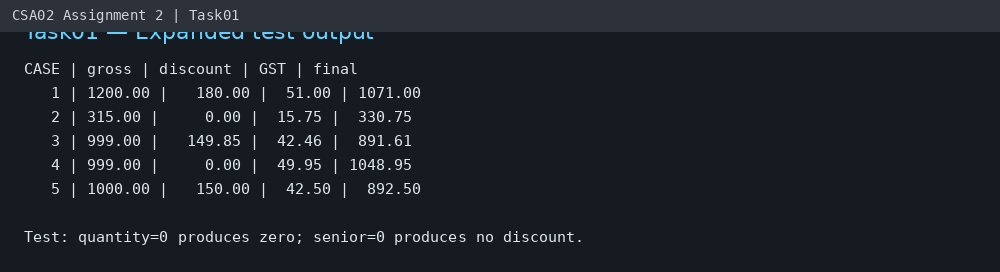 CSA02 Assignment 2 | Task01
Task01 — Expanded test output
CASE | gross | discount | GST | final
1 | 1200.00 | 180.00 | 51.00 | 1071.00
2 | 315.00 | 0.00 | 15.75 | 330.75
3 | 999.00 | 149.85 | 42.46 | 891.61
4 | 999.00 | 0.00 | 49.95 | 1048.95
5 | 1000.00 | 150.00 | 42.50 | 892.50
Test: quantity=0 produces zero; senior=0 produces no discount.